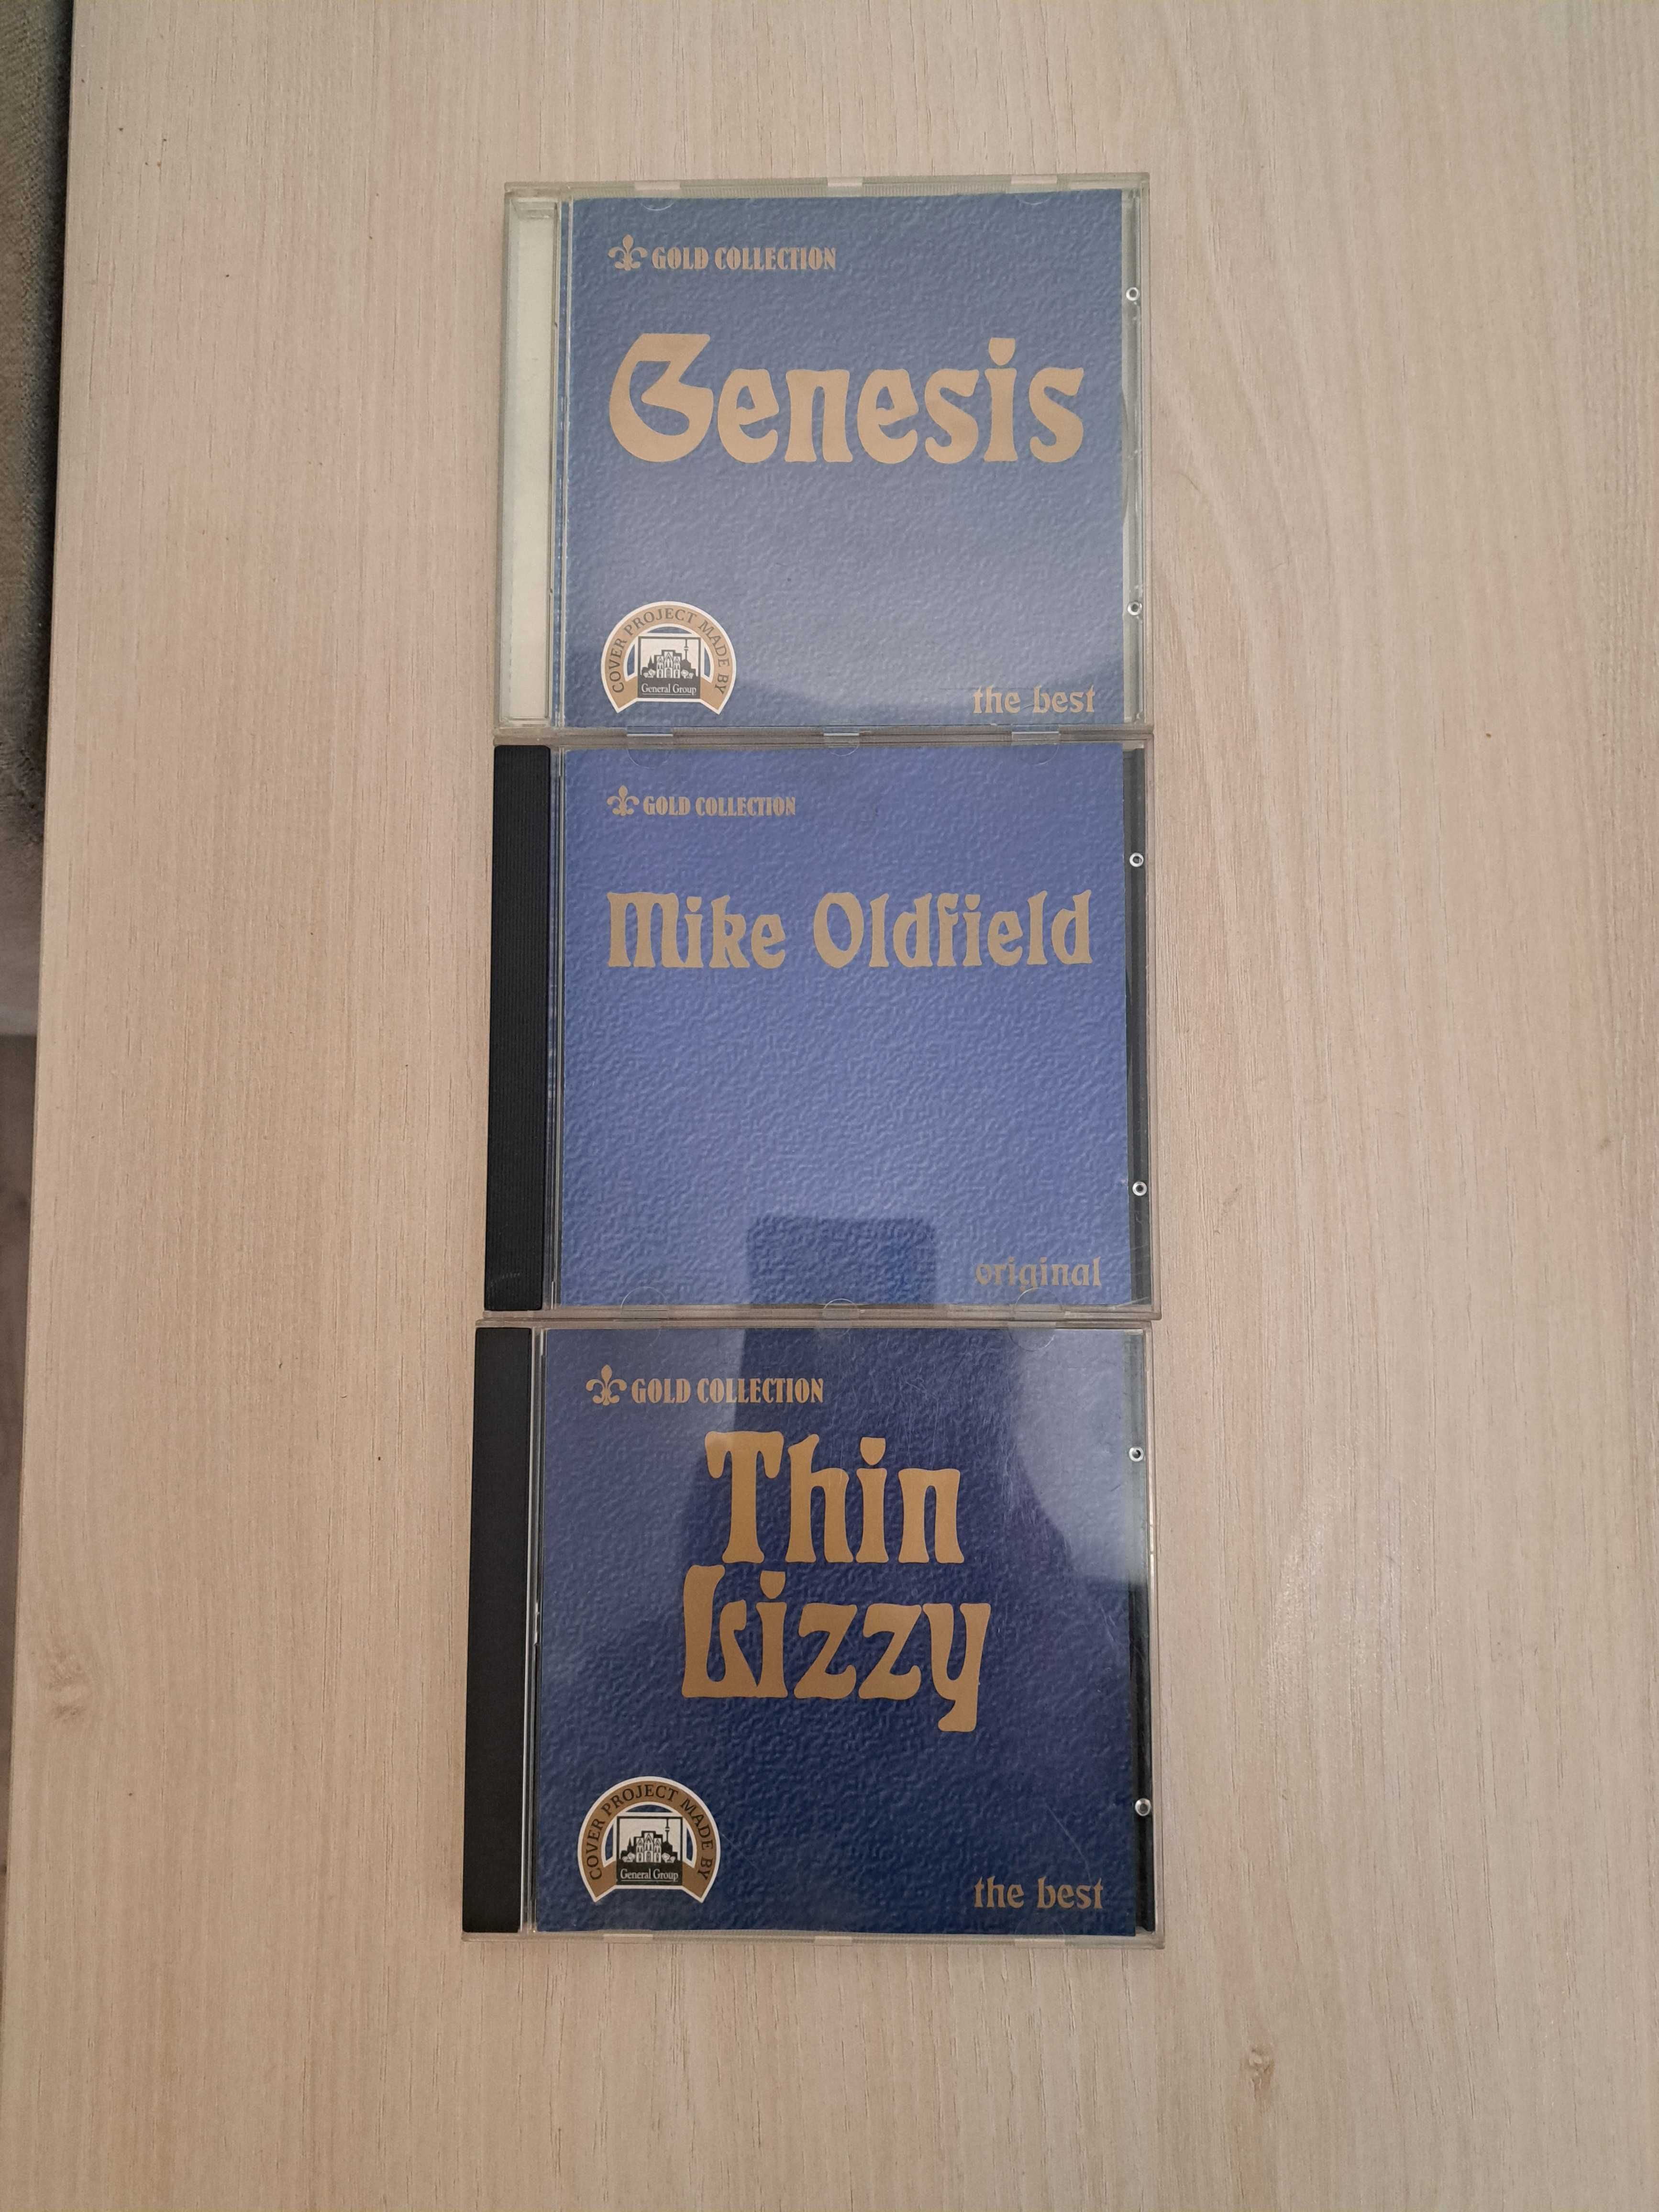 GOLD COLLECTION
Genesis
COVER PROJECT MADE BY
General Group
the best
GOLD COLLECTION
Mike Oldfield
original
GOLD COLLECTION
Thin
Lizzy
COVER PROJECT MADE BY
General Group
the best